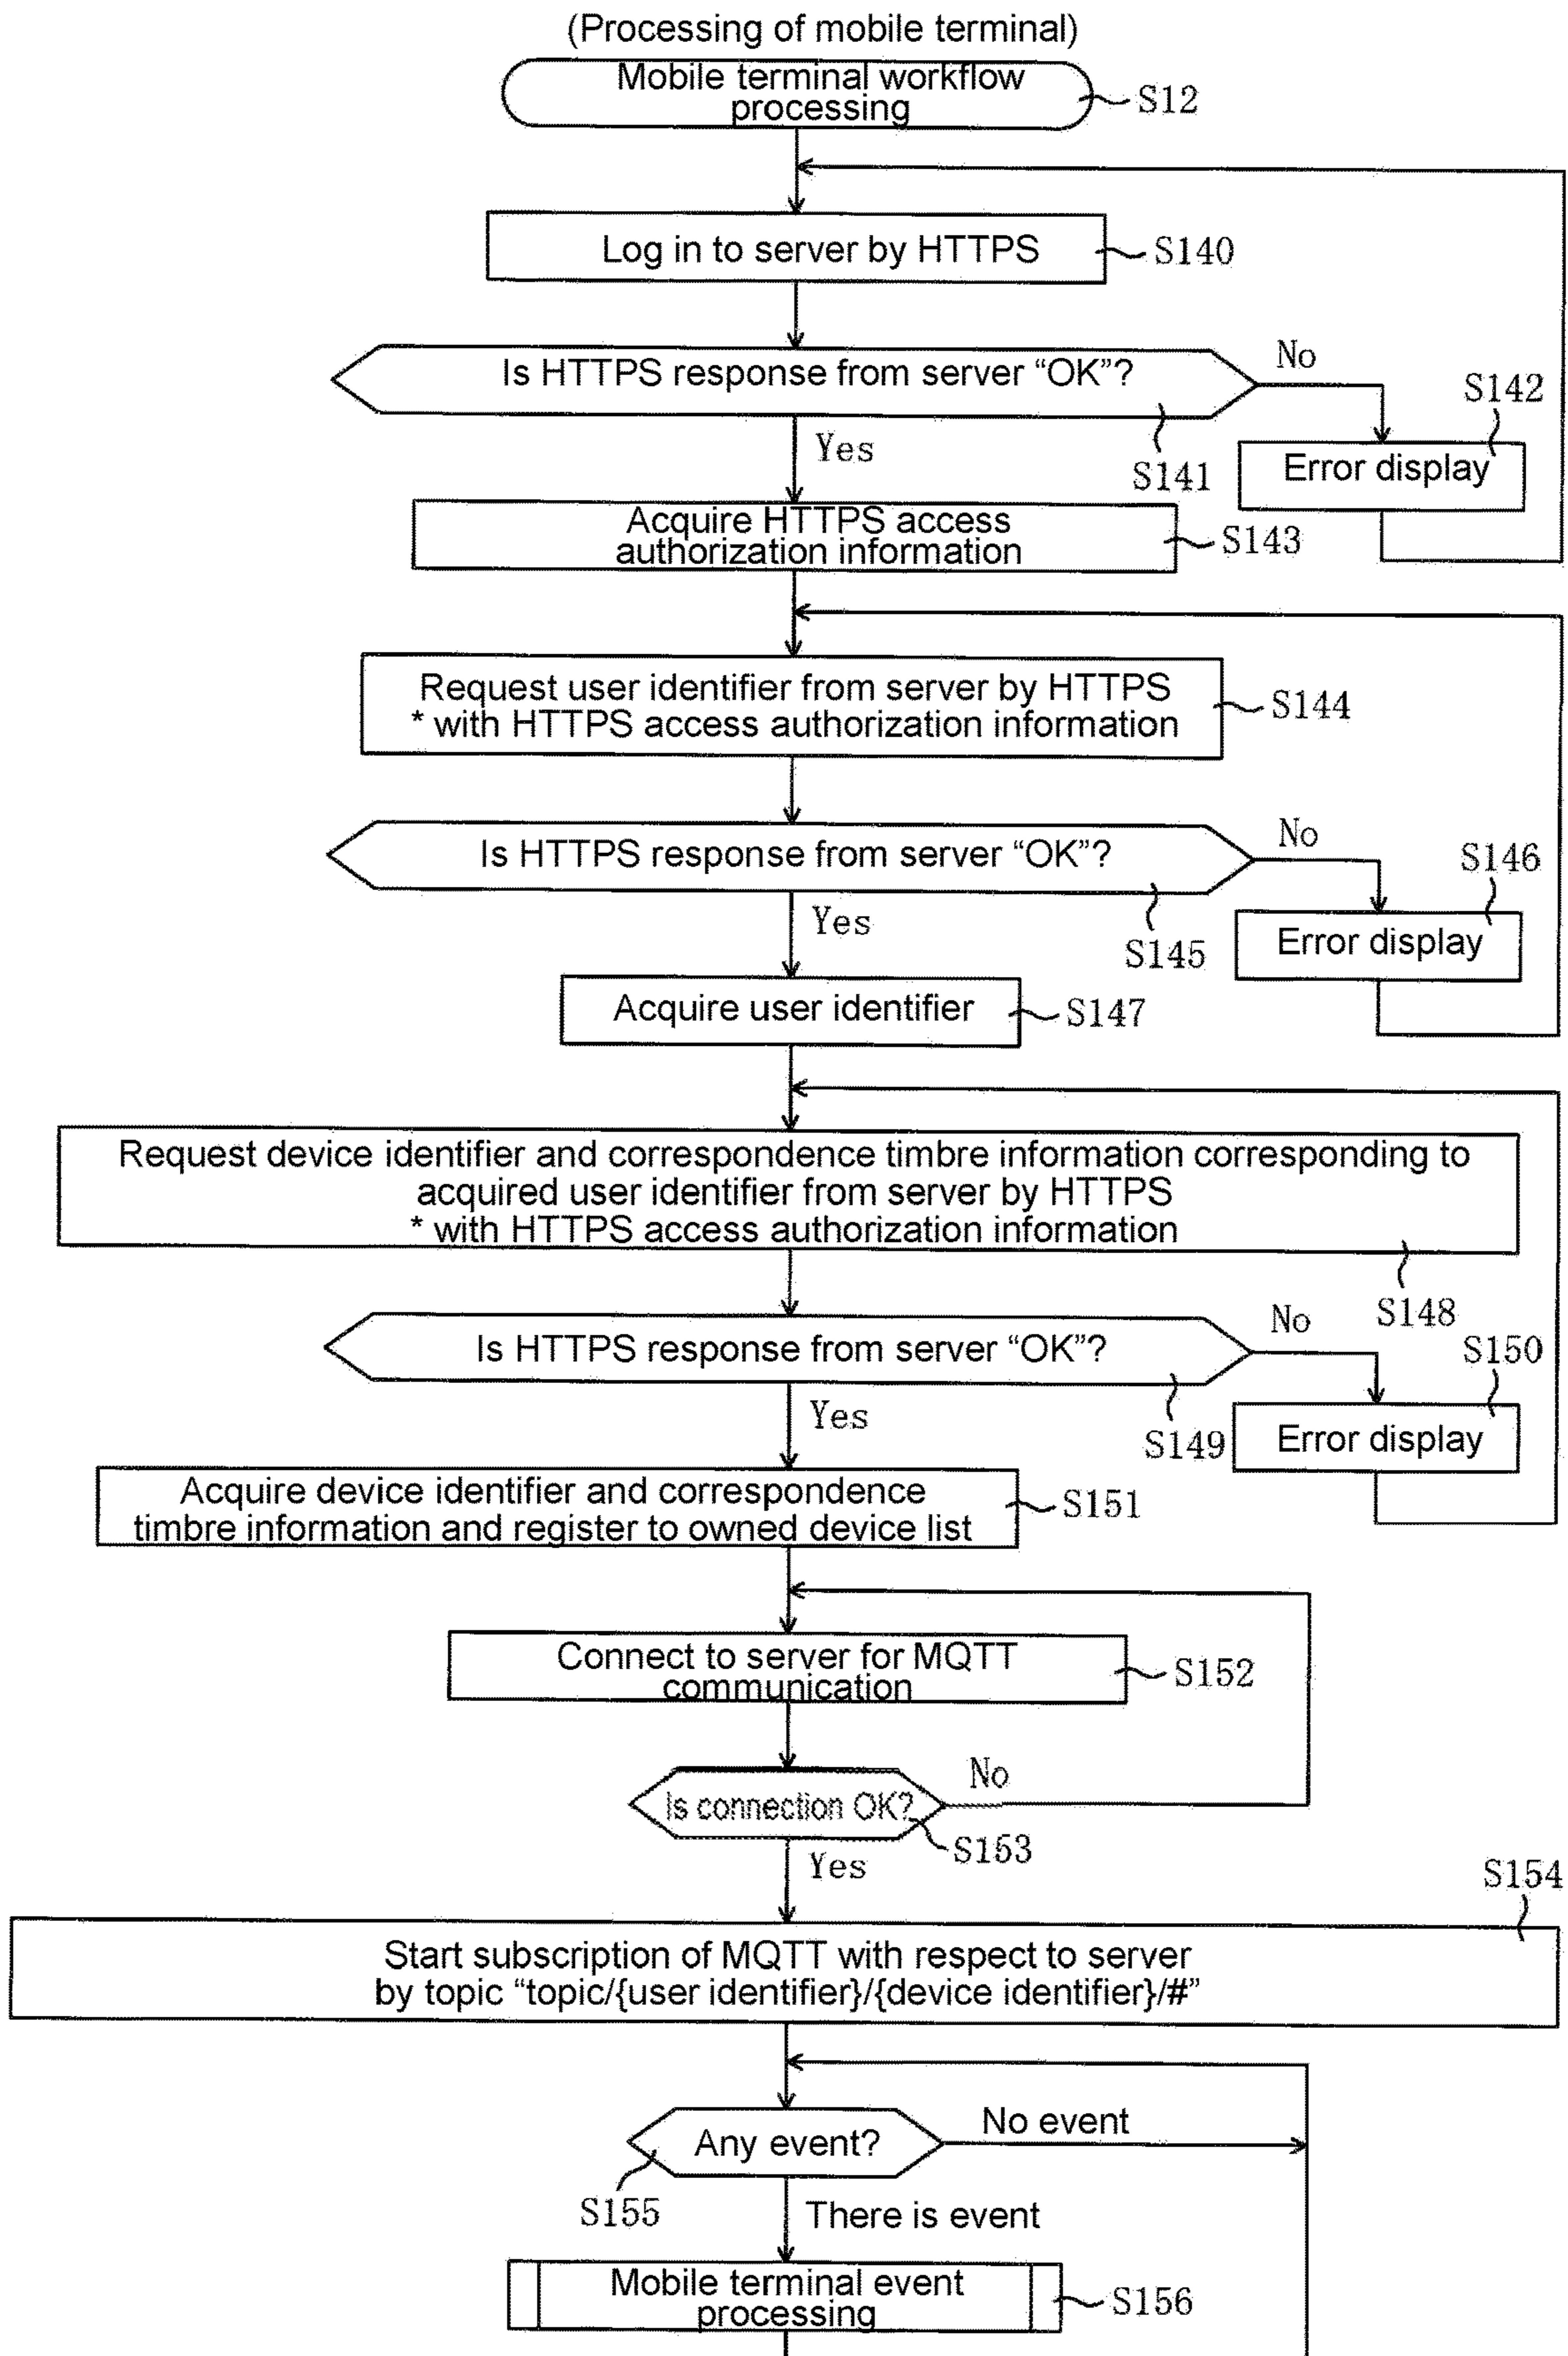 (Processing of mobile terminal)
Mobile terminal workflow
processing
S12
Log in to server by HTTPS
S140
Is HTTPS response from server “OK”?
No
S141
S142
Yes
Error display
Acquire HTTPS access
authorization information
S143
Request user identifier from server by HTTPS
* with HTTPS access authorization information
S144
Is HTTPS response from server “OK”?
No
S145
S146
Yes
Error display
Acquire user identifier
S147
Request device identifier and correspondence timbre information corresponding to
acquired user identifier from server by HTTPS
* with HTTPS access authorization information
S148
Is HTTPS response from server “OK”?
No
S149
S150
Yes
Error display
Acquire device identifier and correspondence
timbre information and register to owned device list
S151
Connect to server for MQTT
communication
S152
Is connection OK?
No
S153
Yes
S154
Start subscription of MQTT with respect to server
by topic “topic/{user identifier}/{device identifier}/#”
Any event?
No event
S155
There is event
Mobile terminal event
processing
S156